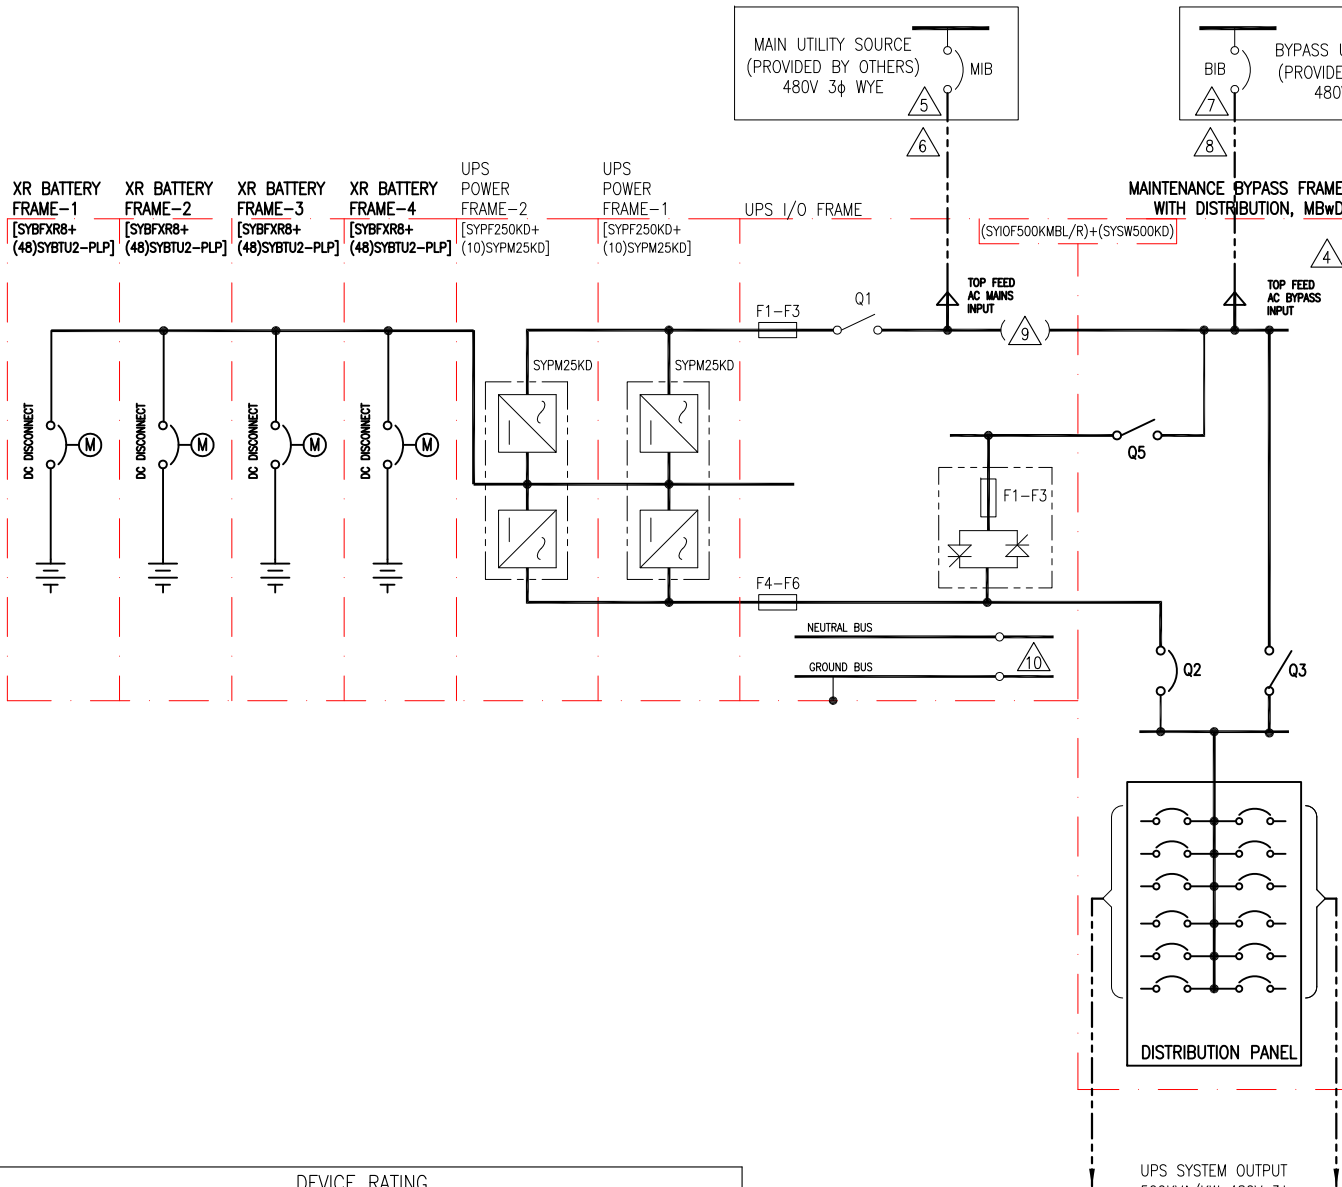 MAIN UTILITY SOURCE
(PROVIDED BY OTHERS)
480V 3ϕ WYE
MIB
5
6
BIB
BYPASS
(PROVIDE
480
7
8
XR BATTERY
FRAME-1
[SYBFXR8+
(48)SYBTU2-PLP]
XR BATTERY
FRAME-2
[SYBFXR8+
(48)SYBTU2-PLP]
XR BATTERY
FRAME-3
[SYBFXR8+
(48)SYBTU2-PLP]
XR BATTERY
FRAME-4
[SYBFXR8+
(48)SYBTU2-PLP]
UPS
POWER
FRAME-2
[SYPF250KD+
(10)SYPM25KD]
UPS
POWER
FRAME-1
[SYPF250KD+
(10)SYPM25KD]
UPS I/O FRAME
(SYIOF500KMBL/R)+(SYSW500KD)
MAINTENANCE BYPASS FRAME
WITH DISTRIBUTION, MBwD
4
TOP FEED
AC MAINS
INPUT
TOP FEED
AC BYPASS
INPUT
F1-F3
Q1
9
SYPM25KD
SYPM25KD
DC DISCONNECT
M
DC DISCONNECT
M
DC DISCONNECT
M
DC DISCONNECT
M
Q5
F1-F3
F4-F6
NEUTRAL BUS
GROUND BUS
10
Q2
Q3
DISTRIBUTION PANEL
DEVICE RATING
UPS SYSTEM OUTPUT